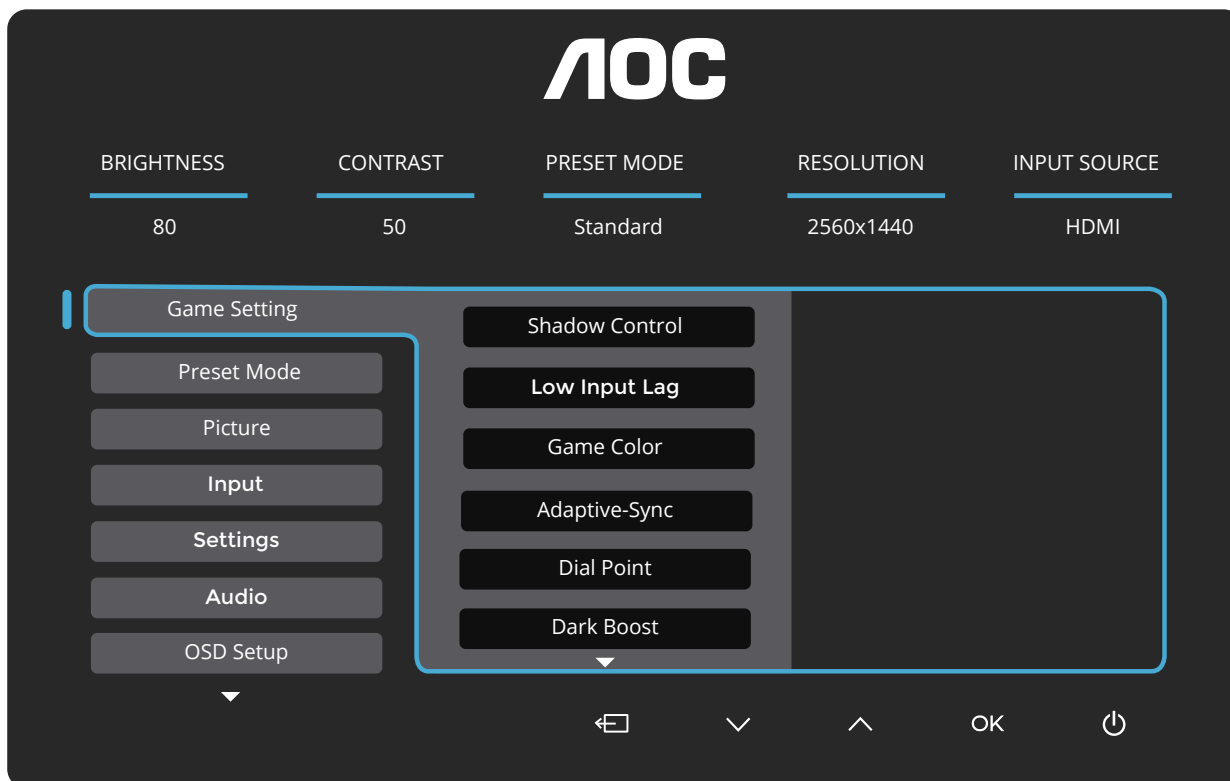 AOC
BRIGHTNESS CONTRAST PRESET MODE RESOLUTION INPUT SOURCE
80 50 Standard 2560x1440 HDMI
Game Setting
Preset Mode
Picture
Input
Settings
Audio
OSD Setup
Shadow Control
Low Input Lag
Game Color
Adaptive-Sync
Dial Point
Dark Boost
OK